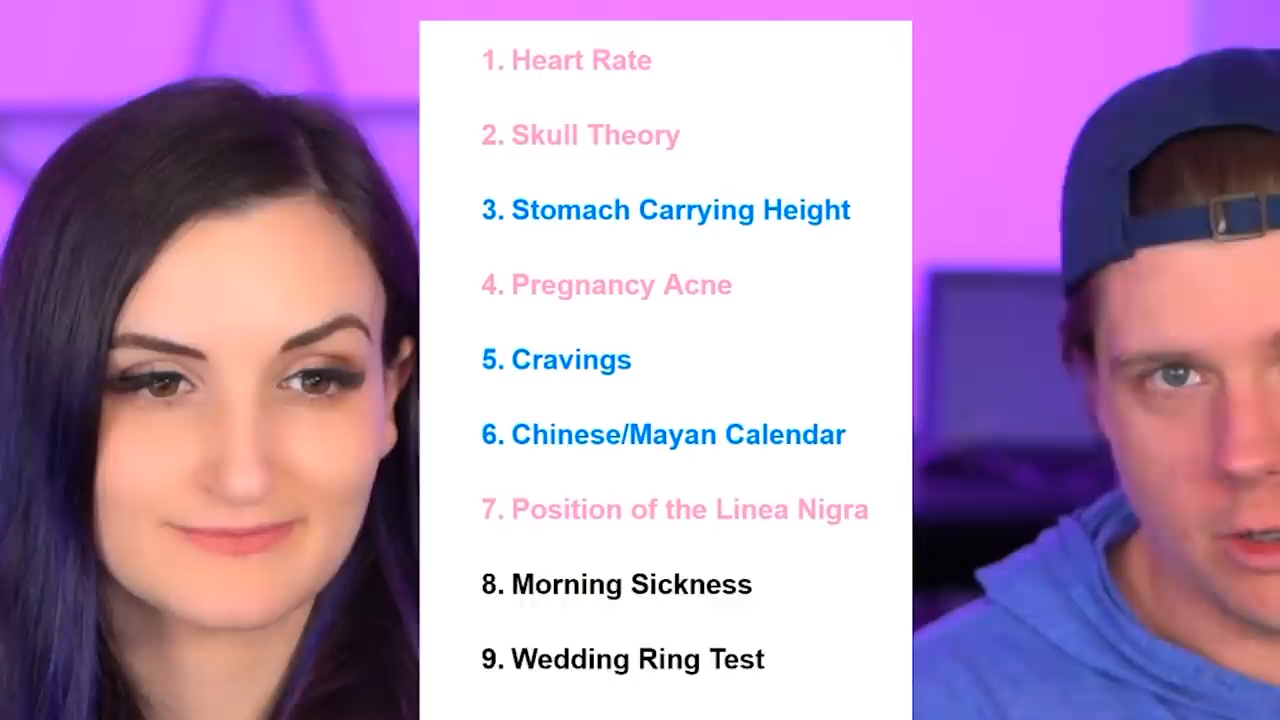 1. Heart Rate
2. Skull Theory
3. Stomach Carrying Height
4. Pregnancy Acne
5. Cravings
6. Chinese/Mayan Calendar
7. Position of the Linea Nigra
8. Morning Sickness
9. Wedding Ring Test